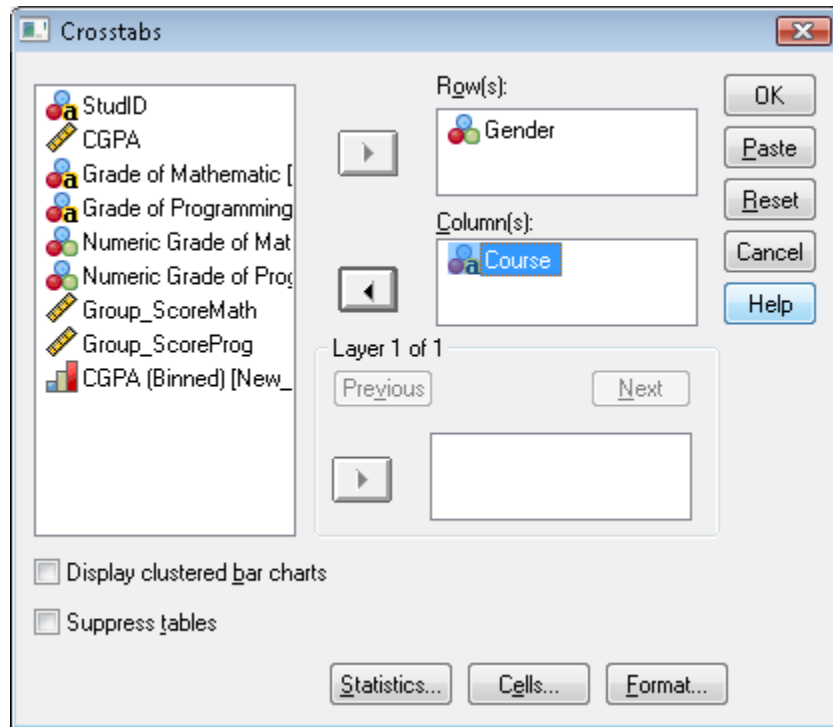 Crosstabs
StudID
CGPA
Grade of Mathematic [
Grade of Programming
Numeric Grade of Mat
Numeric Grade of Prog
Group_ScoreMath
Group_ScoreProg
CGPA (Binned) [New_
Row(s):
Gender
Column(s):
Course
Layer 1 of 1
Previous
Next
OK
Paste
Reset
Cancel
Help
Display clustered bar charts
Suppress tables
Statistics...
Cells...
Format...